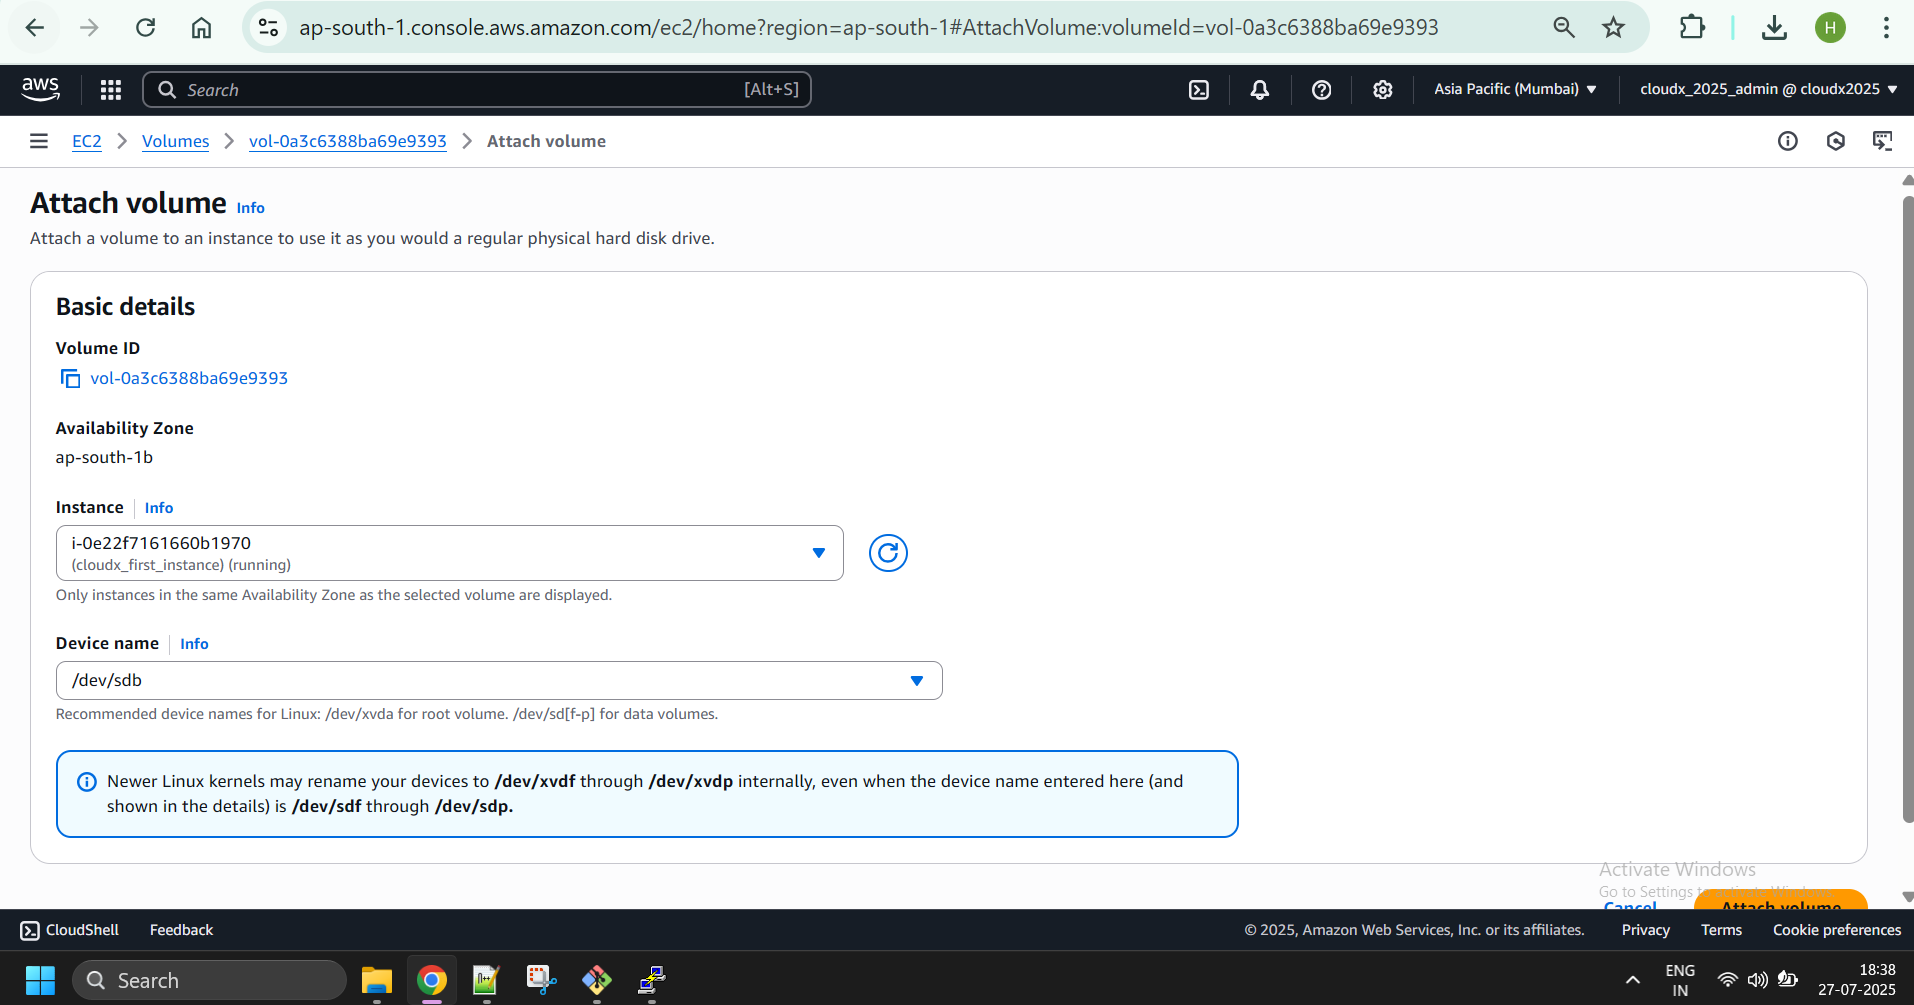 ap-south-1.console.aws.amazon.com/ec2/home?region=ap-south-1#AttachVolume:volumeId=vol-0a3c6388ba69e9393
H
aws
Search
[Alt+S]
Asia Pacific (Mumbai)
cloudx_2025_admin @ cloudx2025
EC2
Volumes
vol-0a3c6388ba69e9393
Attach volume
Attach volume Info
Attach a volume to an instance to use it as you would a regular physical hard disk drive.
Basic details
Volume ID
vol-0a3c6388ba69e9393
Availability Zone
ap-south-1b
Instance Info
i-0e22f7161660b1970
(cloudx_first_instance) (running)
Only instances in the same Availability Zone as the selected volume are displayed.
Device name Info
/dev/sdb
Recommended device names for Linux: /dev/xvda for root volume. /dev/sd[f-p] for data volumes.
Newer Linux kernels may rename your devices to /dev/xvdf through /dev/xvdp internally, even when the device name entered here (and
shown in the details) is /dev/sdf through /dev/sdp.
Activate Windows
Go to Settings to activate Windows
Cancel
Attach volume
CloudShell
Feedback
© 2025, Amazon Web Services, Inc. or its affiliates.
Privacy
Terms
Cookie preferences
Search
ENG
IN
18:38
27-07-2025